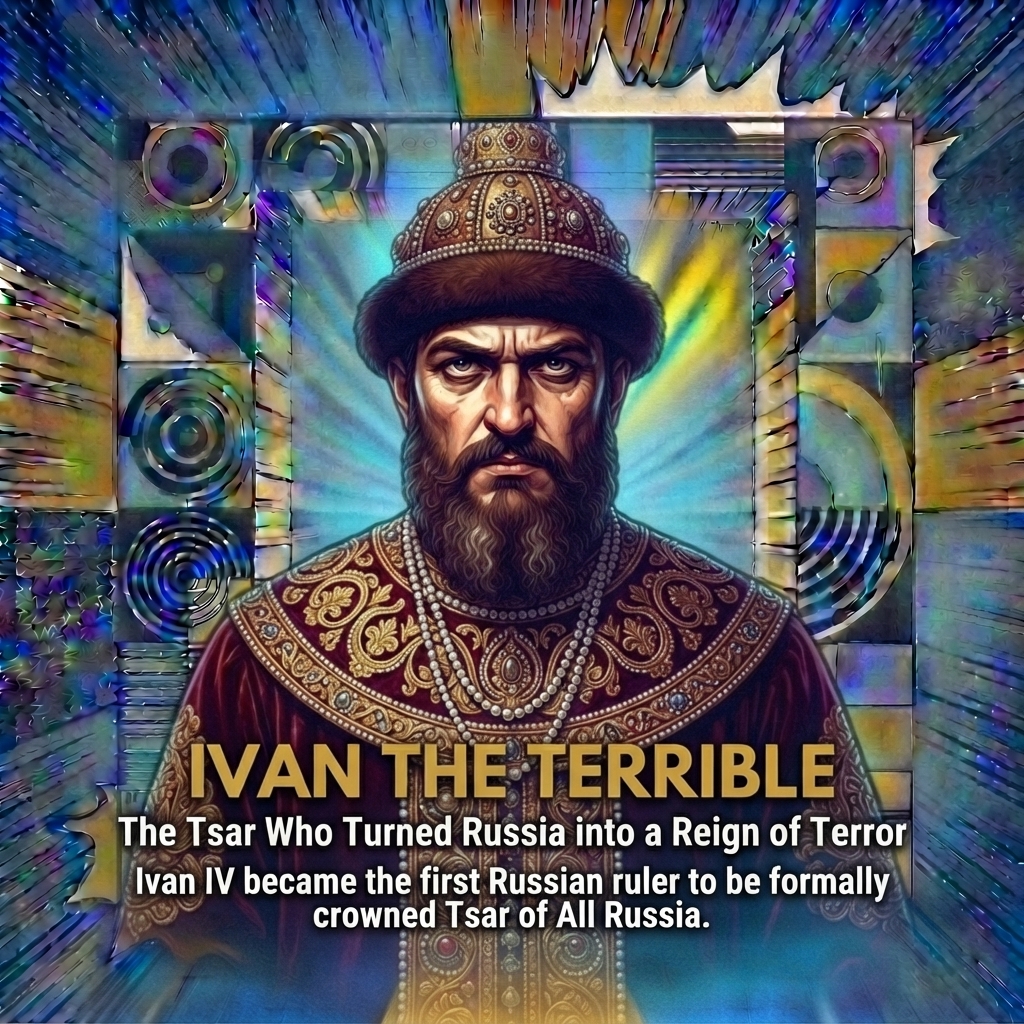 IVAN THE TERRIBLE
The Tsar Who Turned Russia into a Reign of Terror
Ivan IV became the first Russian ruler to be formally
crowned Tsar of All Russia.